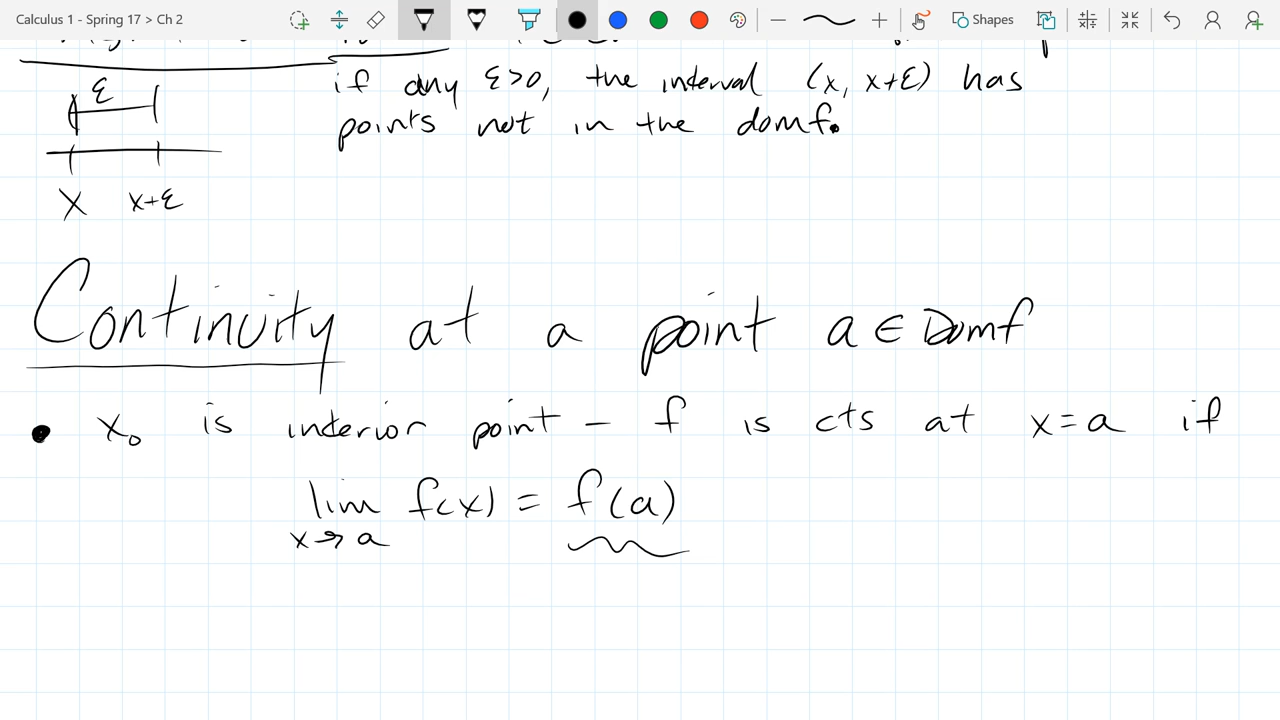 Calculus 1 - Spring 17 > Ch 2
Shapes
if any ε>0, the interval (x, x+ε) has
points not in the domf.
ε
x x+ε
Continuity at a point a ∈ Domf
• x₀ is interior point - f is cts at x=a if
lim f(x) = f(a)
x→a